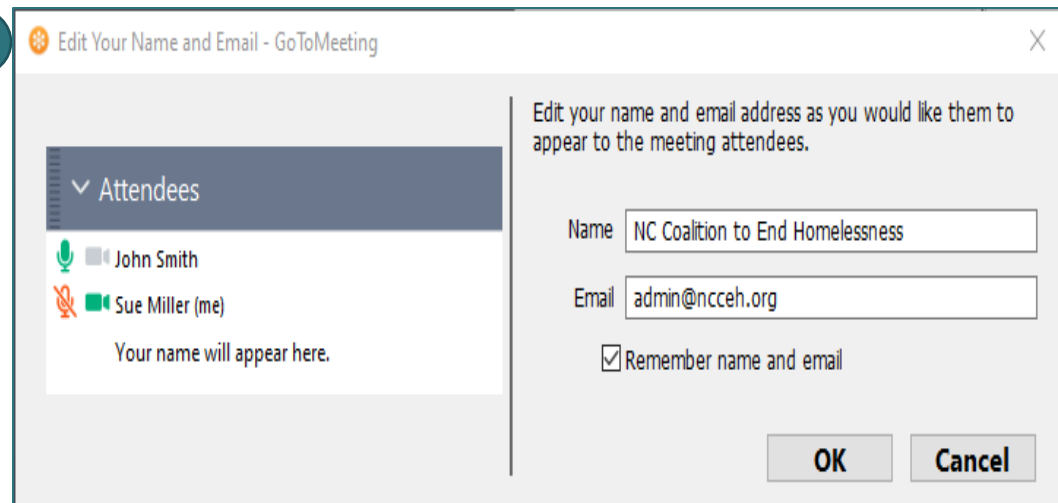 Edit Your Name and Email - GoToMeeting
Attendees
John Smith
Sue Miller (me)
Your name will appear here.
Edit your name and email address as you would like them to
appear to the meeting attendees.
Name NC Coalition to End Homelessness
Email admin@ncceh.org
Remember name and email
OK Cancel